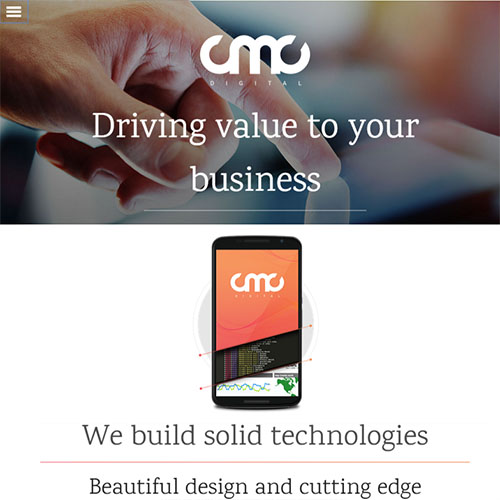 cmc
DIGITAL
Driving value to your
business
cmc
DIGITAL
We build solid technologies
Beautiful design and cutting edge